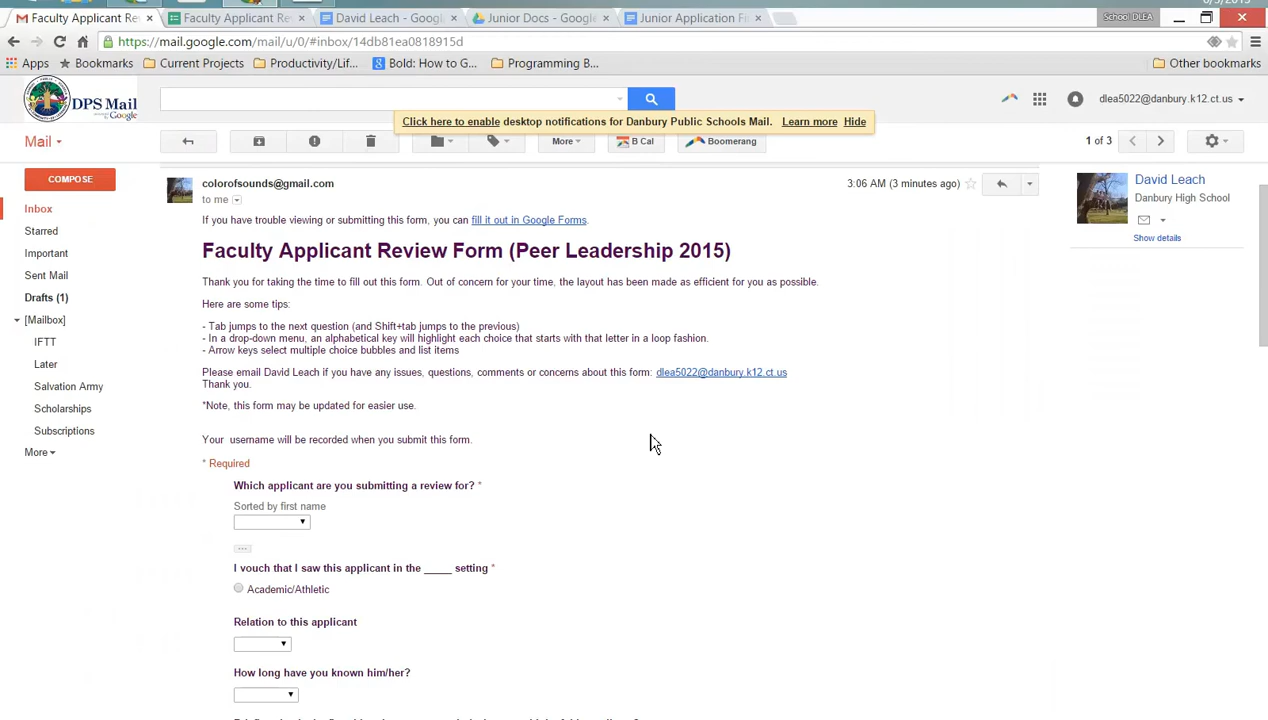 Faculty Applicant Re
Faculty Applicant Re
David Leach - Googl
Junior Docs - Google
Junior Application Fi
School DLEA
https://mail.google.com/mail/u/0/#inbox/14db81ea0818915d
Apps
Bookmarks
Current Projects
Productivity/Lif...
Bold: How to G...
Programming B...
Other bookmarks
DPS Mail
by Google
dlea5022@danbury.k12.ct.us
Click here to enable desktop notifications for Danbury Public Schools Mail. Learn more Hide
Mail
More
B Cal
Boomerang
1 of 3
COMPOSE
Inbox
Starred
Important
Sent Mail
Drafts (1)
[Mailbox]
IFTT
Later
Salvation Army
Scholarships
Subscriptions
More
colorofsounds@gmail.com
3:06 AM (3 minutes ago)
to me
If you have trouble viewing or submitting this form, you can fill it out in Google Forms.
Faculty Applicant Review Form (Peer Leadership 2015)
Thank you for taking the time to fill out this form. Out of concern for your time, the layout has been made as efficient for you as possible.
Here are some tips:
- Tab jumps to the next question (and Shift+tab jumps to the previous)
- In a drop-down menu, an alphabetical key will highlight each choice that starts with that letter in a loop fashion.
- Arrow keys select multiple choice bubbles and list items
Please email David Leach if you have any issues, questions, comments or concerns about this form: dlea5022@danbury.k12.ct.us
Thank you.
*Note, this form may be updated for easier use.
Your username will be recorded when you submit this form.
* Required
Which applicant are you submitting a review for? *
Sorted by first name
I vouch that I saw this applicant in the _____ setting *
Academic/Athletic
Relation to this applicant
How long have you known him/her?
David Leach
Danbury High School
Show details